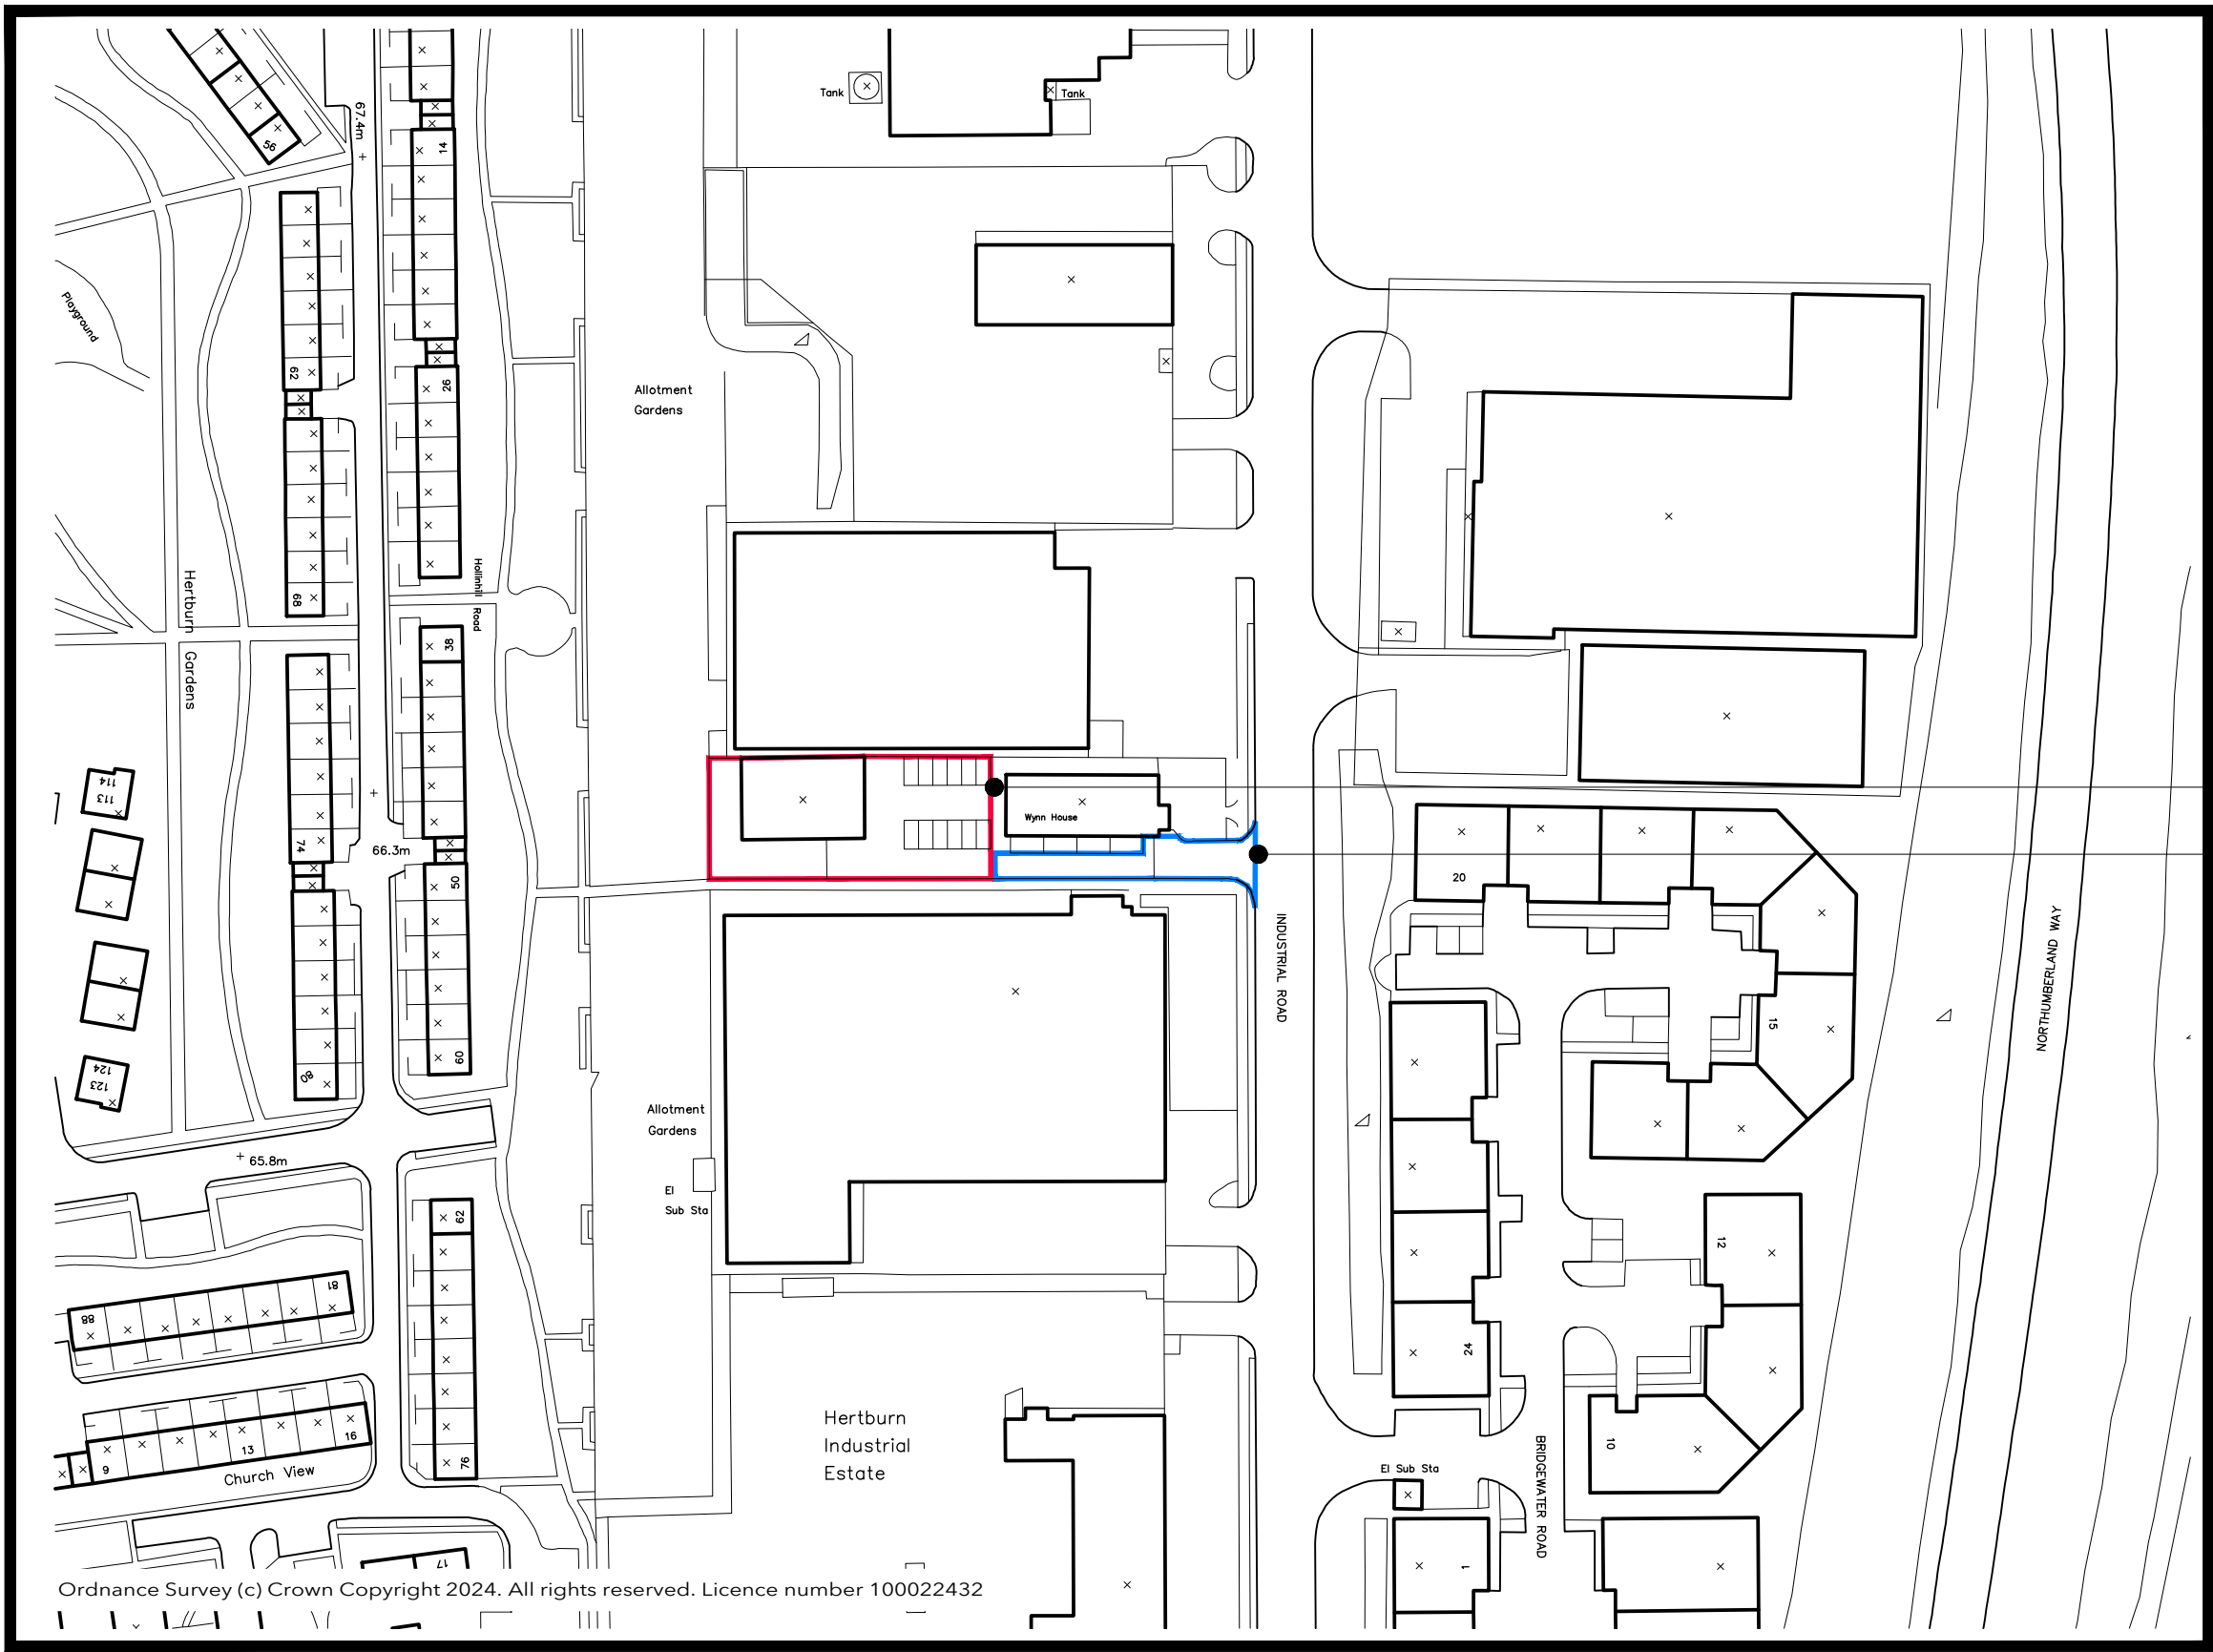 Tank
Tank
67.4m
56
14
Playground
62
26
Allotment
Gardens
Hollinhill Road
Hertburn Gardens
68
38
114
113
74
66.3m
Wynn House
50
20
INDUSTRIAL ROAD
NORTHUMBERLAND WAY
15
124
123
80
60
Allotment
Gardens
65.8m
El
Sub Sta
62
12
81
88
24
Hertburn
Industrial
Estate
9
13
16
Church View
76
10
El Sub Sta
BRIDGEWATER ROAD
17
1
Ordnance Survey (c) Crown Copyright 2024. All rights reserved. Licence number 100022432